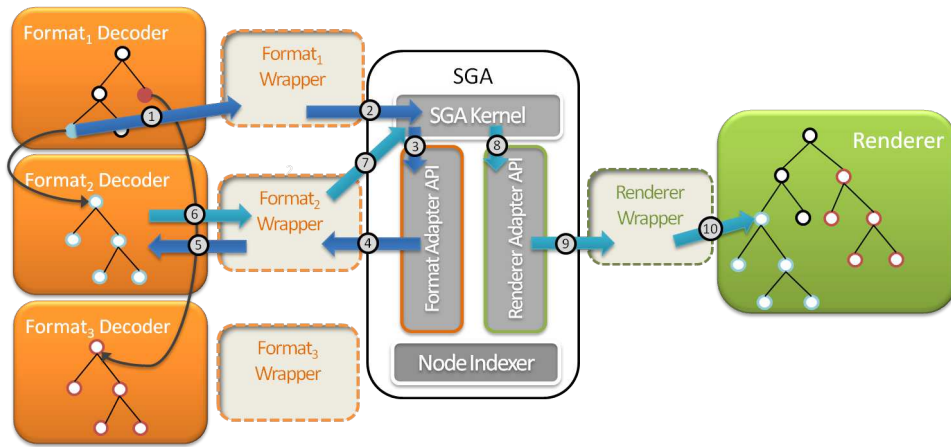 Format1 Decoder
Format1
Wrapper
SGA
1
2
SGA Kernel
3
8
7
Format2 Decoder
Format2
Wrapper
6
5
4
Format Adapter API
Renderer Adapter API
9
Renderer
Wrapper
10
Renderer
Format3 Decoder
Format3
Wrapper
Node Indexer